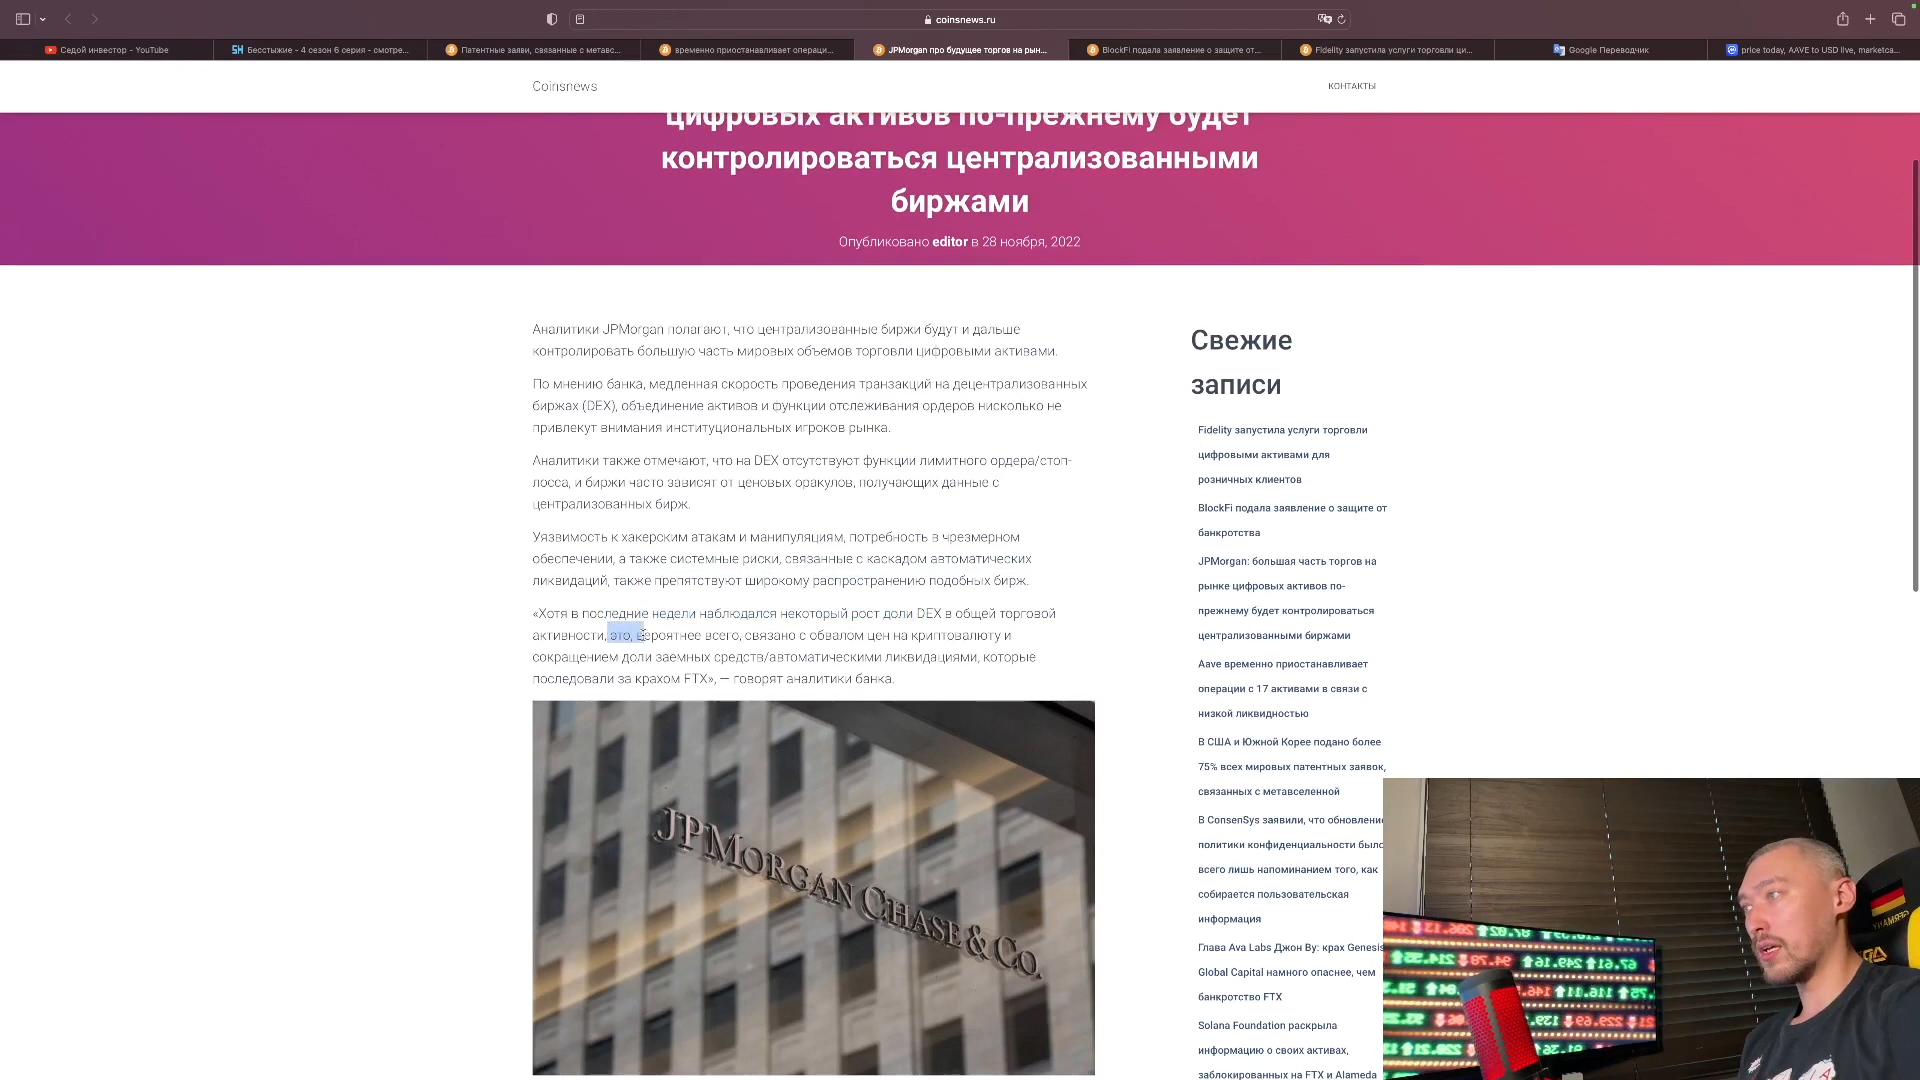 coinsnews.ru
Седой инвестор - YouTube
Бесстыжие - 4 сезон 6 серия - смотре...
Патентные заяви, связанные с метавс...
временно приостанавливает операци...
JPMorgan про будущее торгов на рын...
BlockFi подала заявление о защите от...
Fidelity запустила услуги торговли ци...
Google Переводчик
price today, AAVE to USD live, marketca...
Coinsnews
КОНТАКТЫ
цифровых активов по-прежнему будет
контролироваться централизованными
биржами
Опубликовано editor в 28 ноября, 2022
Аналитики JPMorgan полагают, что централизованные биржи будут и дальше
контролировать большую часть мировых объемов торговли цифровыми активами.
По мнению банка, медленная скорость проведения транзакций на децентрализованных
биржах (DEX), объединение активов и функции отслеживания ордеров нисколько не
привлекут внимания институциональных игроков рынка.
Аналитики также отмечают, что на DEX отсутствуют функции лимитного ордера/стоп-
лосса, и биржи часто зависят от ценовых оракулов, получающих данные с
централизованных бирж.
Уязвимость к хакерским атакам и манипуляциям, потребность в чрезмерном
обеспечении, а также системные риски, связанные с каскадом автоматических
ликвидаций, также препятствуют широкому распространению подобных бирж.
«Хотя в последние недели наблюдался некоторый рост доли DEX в общей торговой
активности, это, вероятнее всего, связано с обвалом цен на криптовалюту и
сокращением доли заемных средств/автоматическими ликвидациями, которые
последовали за крахом FTX», — говорят аналитики банка.
JPMORGAN CHASE & CO.
Свежие
записи
Fidelity запустила услуги торговли
цифровыми активами для
розничных клиентов
BlockFi подала заявление о защите от
банкротства
JPMorgan: большая часть торгов на
рынке цифровых активов по-
прежнему будет контролироваться
централизованными биржами
Aave временно приостанавливает
операции с 17 активами в связи с
низкой ликвидностью
В США и Южной Корее подано более
75% всех мировых патентных заявок,
связанных с метавселенной
В ConsenSys заявили, что обновление
политики конфиденциальности было
всего лишь напоминанием того, как
собирается пользовательская
информация
Глава Ava Labs Джон Ву: крах Genesis
Global Capital намного опаснее, чем
банкротство FTX
Solana Foundation раскрыла
информацию о своих активах,
заблокированных на FTX и Alameda